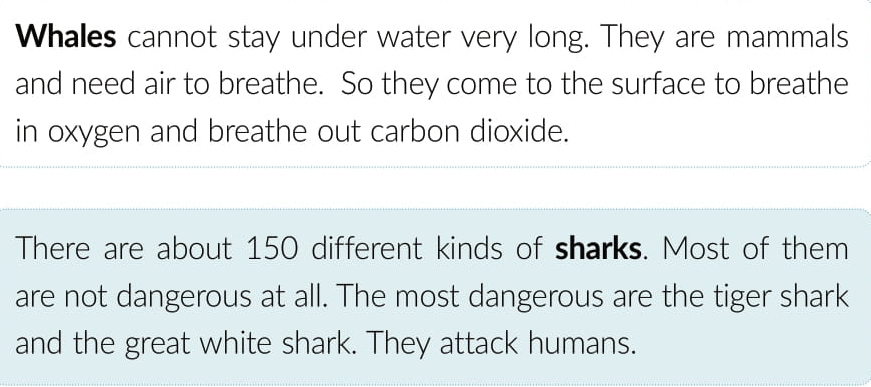 Whales cannot stay under water very long. They are mammals
and need air to breathe. So they come to the surface to breathe
in oxygen and breathe out carbon dioxide.
There are about 150 different kinds of sharks. Most of them
are not dangerous at all. The most dangerous are the tiger shark
and the great white shark. They attack humans.